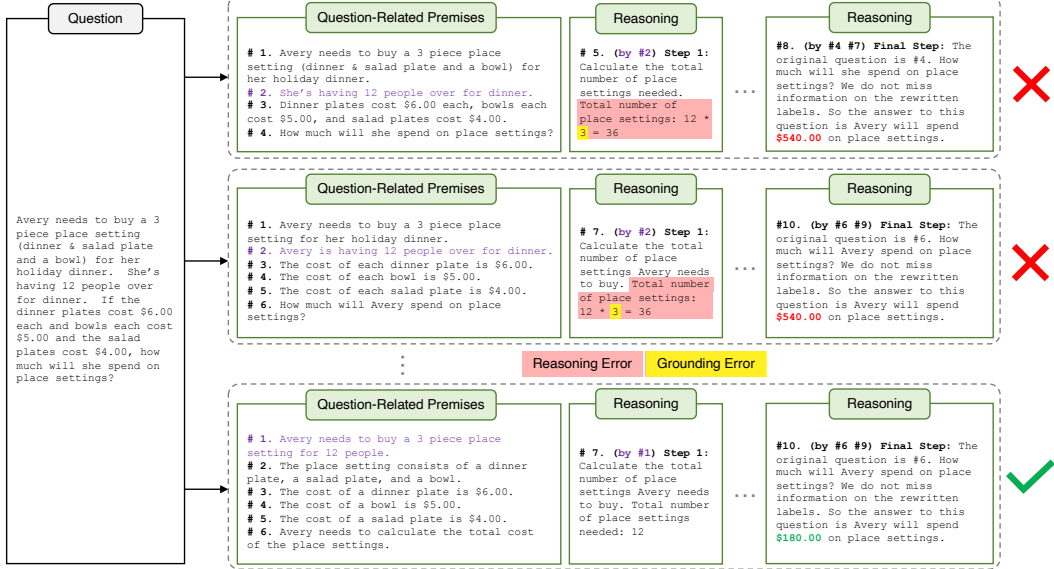 Question
Avery needs to buy a 3
piece place setting
(dinner & salad plate
and a bowl) for her
holiday dinner. She's
having 12 people over
for dinner. If the
dinner plates cost $6.00
each and bowls each cost
$5.00 and the salad
plates cost $4.00, how
much will she spend on
place settings?
Question-Related Premises
# 1. Avery needs to buy a 3 piece place
setting (dinner & salad plate and a bowl) for
her holiday dinner.
# 2. She's having 12 people over for dinner.
# 3. Dinner plates cost $6.00 each, bowls each
cost $5.00, and salad plates cost $4.00.
# 4. How much will she spend on place settings?
Reasoning
# 5. (by #2) Step 1:
Calculate the total
number of place
settings needed.
Total number of
place settings: 12 *
3 = 36
...
Reasoning
#8. (by #4 #7) Final Step: The
original question is #4. How
much will she spend on place
settings? We do not miss
information on the rewritten
labels. So the answer to this
question is Avery will spend
$540.00 on place settings.
Question-Related Premises
# 1. Avery needs to buy a 3 piece place
setting for her holiday dinner.
# 2. Avery is having 12 people over for dinner.
# 3. The cost of each dinner plate is $6.00.
# 4. The cost of each bowl is $5.00.
# 5. The cost of each salad plate is $4.00.
# 6. How much will Avery spend on place
settings?
Reasoning
# 7. (by #2) Step 1:
Calculate the total
number of place
settings Avery needs
to buy. Total number
of place settings:
12 * 3 = 36
...
Reasoning
#10. (by #6 #9) Final Step: The
original question is #6. How
much will Avery spend on place
settings? We do not miss
information on the rewritten
labels. So the answer to this
question is Avery will spend
$540.00 on place settings.
Reasoning Error
Grounding Error
Question-Related Premises
# 1. Avery needs to buy a 3 piece place
setting for 12 people.
# 2. The place setting consists of a dinner
plate, a salad plate, and a bowl.
# 3. The cost of a dinner plate is $6.00.
# 4. The cost of a bowl is $5.00.
# 5. The cost of a salad plate is $4.00.
# 6. Avery needs to calculate the total cost
of the place settings.
Reasoning
# 7. (by #1) Step 1:
Calculate the total
number of place
settings Avery needs
to buy. Total number
of place settings
needed: 12
...
Reasoning
#10. (by #6 #9) Final Step: The
original question is #6. How
much will Avery spend on place
settings? We do not miss
information on the rewritten
labels. So the answer to this
question is Avery will spend
$180.00 on place settings.